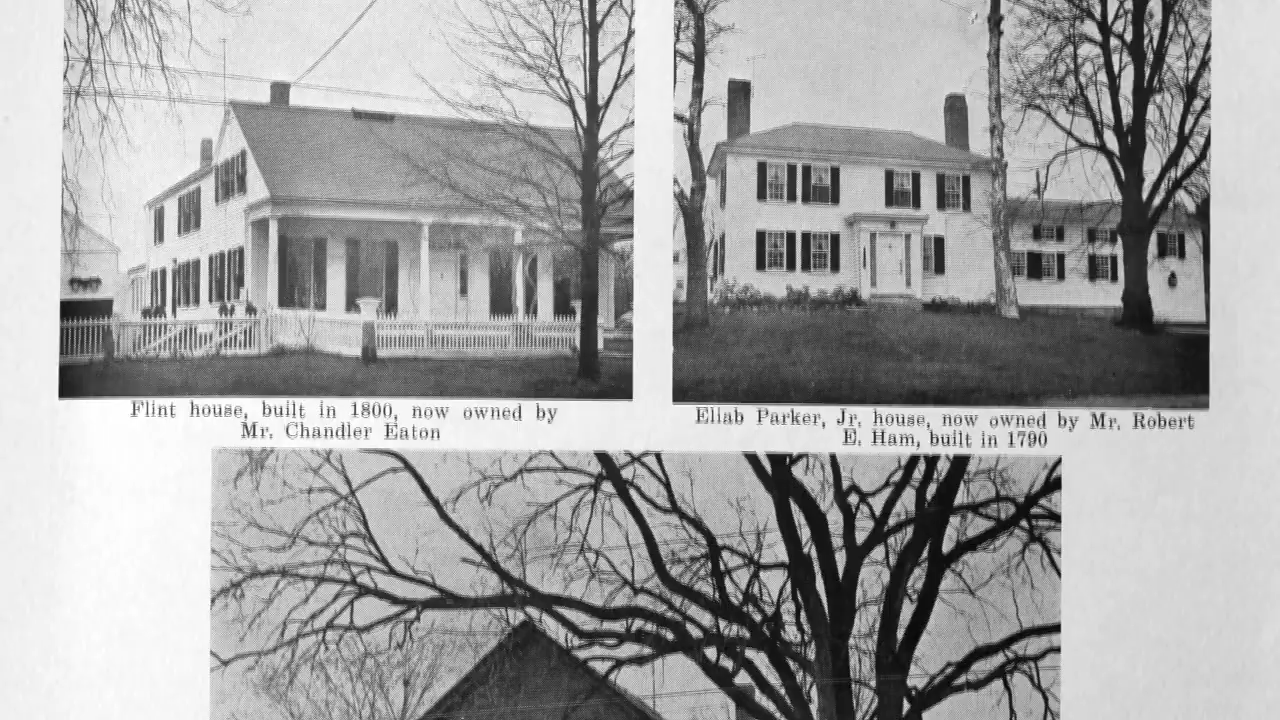 Flint house, built in 1800, now owned by
Mr. Chandler Eaton
Eliab Parker, Jr. house, now owned by Mr. Robert
E. Ham, built in 1790